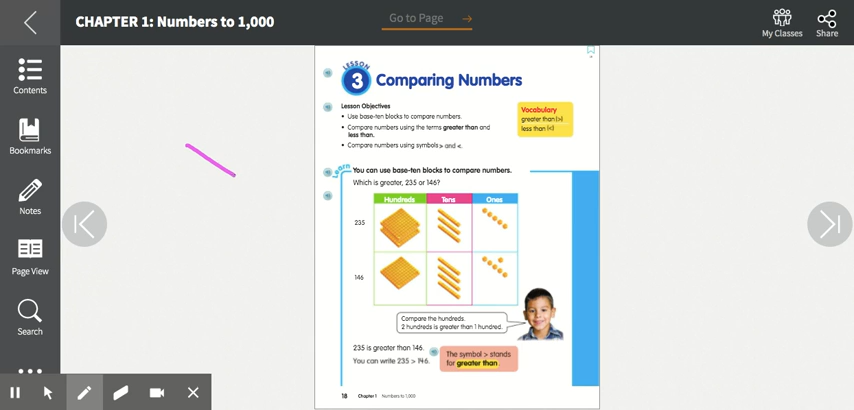 CHAPTER 1: Numbers to 1,000
Go to Page
My Classes
Share
Contents
Bookmarks
Notes
Page View
Search
LESSON
3 Comparing Numbers
Lesson Objectives
• Use base-ten blocks to compare numbers.
• Compare numbers using the terms greater than and
less than.
• Compare numbers using symbols > and <.
Vocabulary
greater than (>)
less than (<)
Learn
You can use base-ten blocks to compare numbers.
Which is greater, 235 or 146?
Hundreds Tens Ones
235
146
Compare the hundreds.
2 hundreds is greater than 1 hundred.
235 is greater than 146.
You can write 235 > 146.
The symbol > stands
for greater than.
18 Chapter 1 Numbers to 1,000